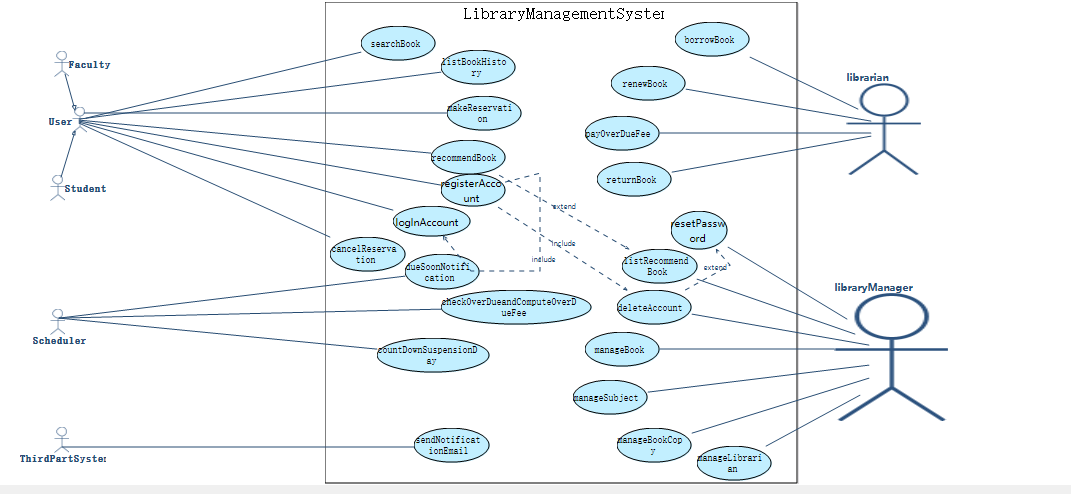 LibraryManagementSystem
searchBook
borrowBook
Faculty
listBookHisto
ry
librarian
renewBook
makeReservati
on
User
payOverDueFee
recommendBook
returnBook
registerAcco
unt
Student
extend
logInAccount
resetPassw
ord
include
cancelReserva
tion
include
listRecommend
Book
extend
dueSoonNotifi
cation
libraryManager
checkOverDueandComputeOverD
ueFee
deleteAccount
Scheduler
countDownSuspensionD
ay
manageBook
manageSubject
sendNotificat
ionEmail
manageBookCop
y
ThirdPartSystem
manageLibrari
an